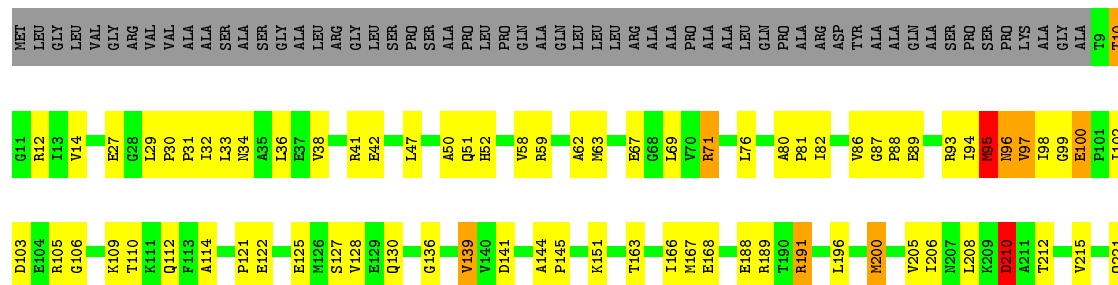 MET LEU GLY LEU VAL GLY ARG VAL VAL ALA ALA SER ALA SER GLY ALA LEU ARG GLY LEU SER PRO SER ALA PRO LEU PRO GLN ALA GLN LEU LEU LEU ARG ALA ALA PRO ALA ALA LEU GLN PRO ALA ARG ASP TYR ALA ALA GLN ALA SER PRO SER PRO LYS ALA GLY ALA T9 T10
G11 R12 I13 V14 E27 G28 L29 P30 P31 I32 L33 N34 A35 L36 E37 V38 R41 E42 L47 A50 Q51 H52 V58 R59 A62 M63 E67 G68 L69 V70 R71 L76 A80 P81 I82 V86 G87 P88 E89 R93 I94 M95 N96 V97 I98 G99 E100 P101 I102
D103 E104 R105 G106 K109 T110 K111 Q112 F113 A114 P121 E122 E125 M126 S127 V128 E129 Q130 G136 V139 V140 D141 A144 P145 K151 T163 I166 M167 E168 E188 R189 T190 R191 L196 M200 V205 I206 N207 L208 K209 D210 A211 T212 V215